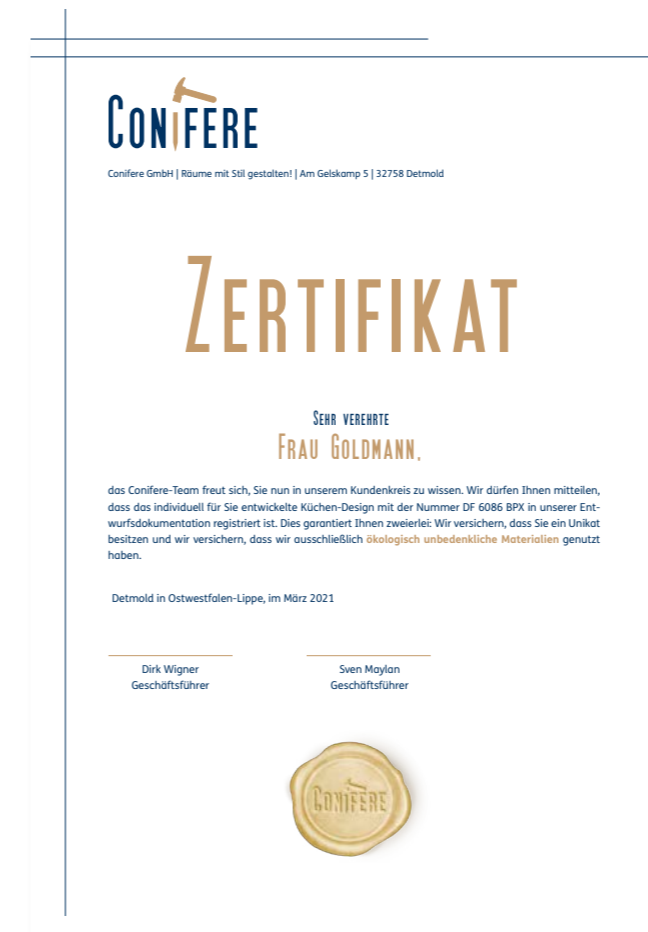 CONIFERE
Conifere GmbH | Räume mit Stil gestalten! | Am Gelskamp 5 | 32758 Detmold
ZERTIFIKAT
SEHR VEREHRTE
FRAU GOLDMANN,
das Conifere-Team freut sich, Sie nun in unserem Kundenkreis zu wissen. Wir dürfen Ihnen mitteilen,
dass das individuell für Sie entwickelte Küchen-Design mit der Nummer DF 6086 BPX in unserer Ent-
wurfsdokumentation registriert ist. Dies garantiert Ihnen zweierlei: Wir versichern, dass Sie ein Unikat
besitzen und wir versichern, dass wir ausschließlich ökologisch unbedenkliche Materialien genutzt
haben.
Detmold in Ostwestfalen-Lippe, im März 2021
Dirk Wigner Sven Maylan
Geschäftsführer Geschäftsführer
CONIFERE